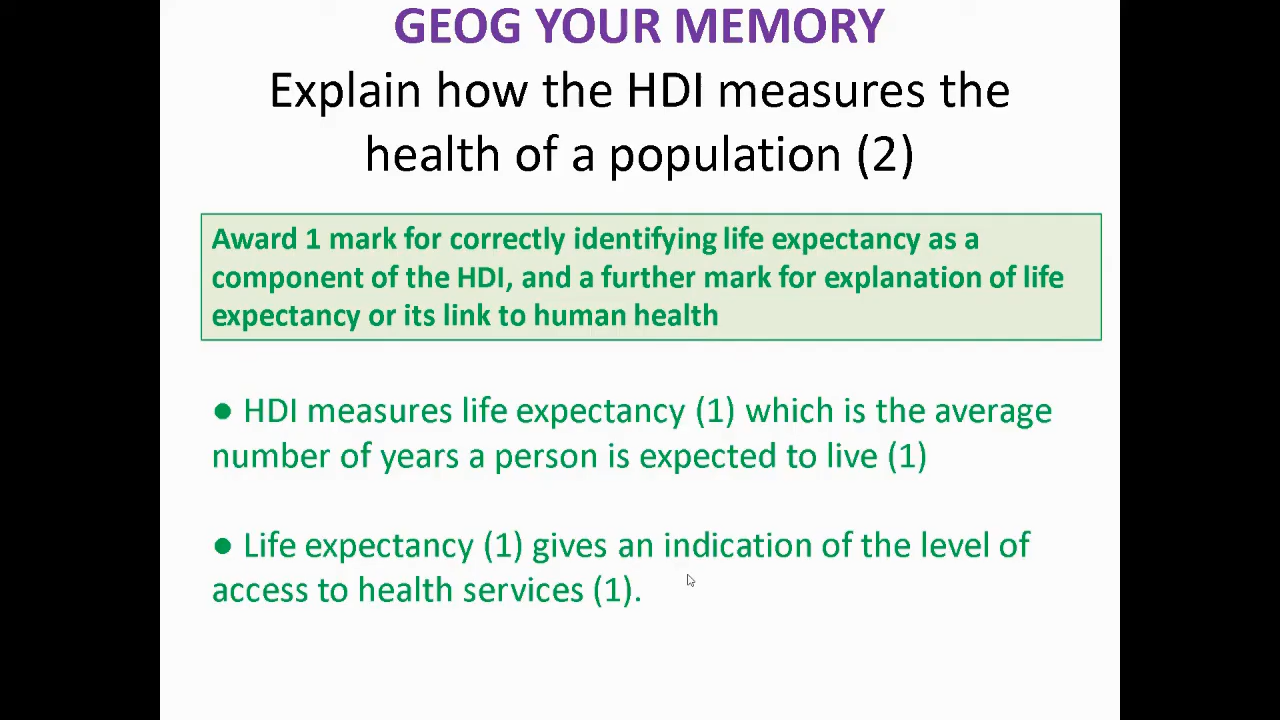 GEOG YOUR MEMORY
Explain how the HDI measures the
health of a population (2)
Award 1 mark for correctly identifying life expectancy as a
component of the HDI, and a further mark for explanation of life
expectancy or its link to human health
● HDI measures life expectancy (1) which is the average
number of years a person is expected to live (1)
● Life expectancy (1) gives an indication of the level of
access to health services (1).